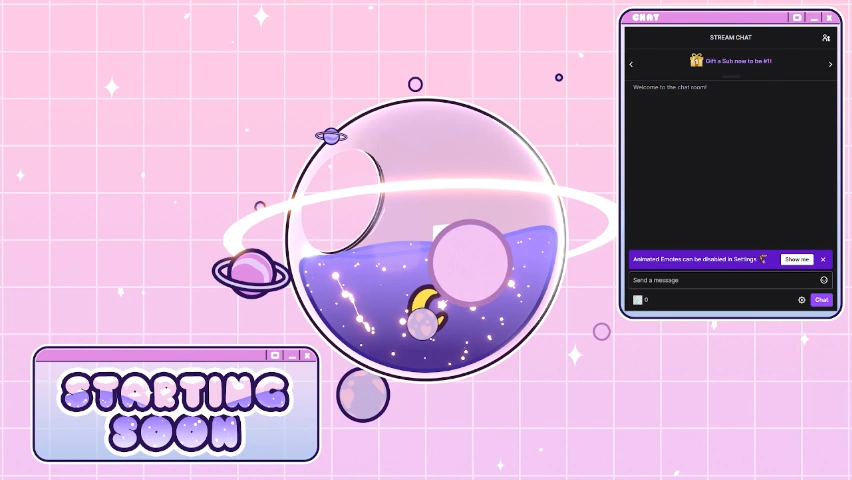 CHAT
STREAM CHAT
Gift a Sub now to be #1!
Welcome to the chat room!
Animated Emotes can be disabled in Settings
Show me
Send a message
0
Chat
STARTING
SOON